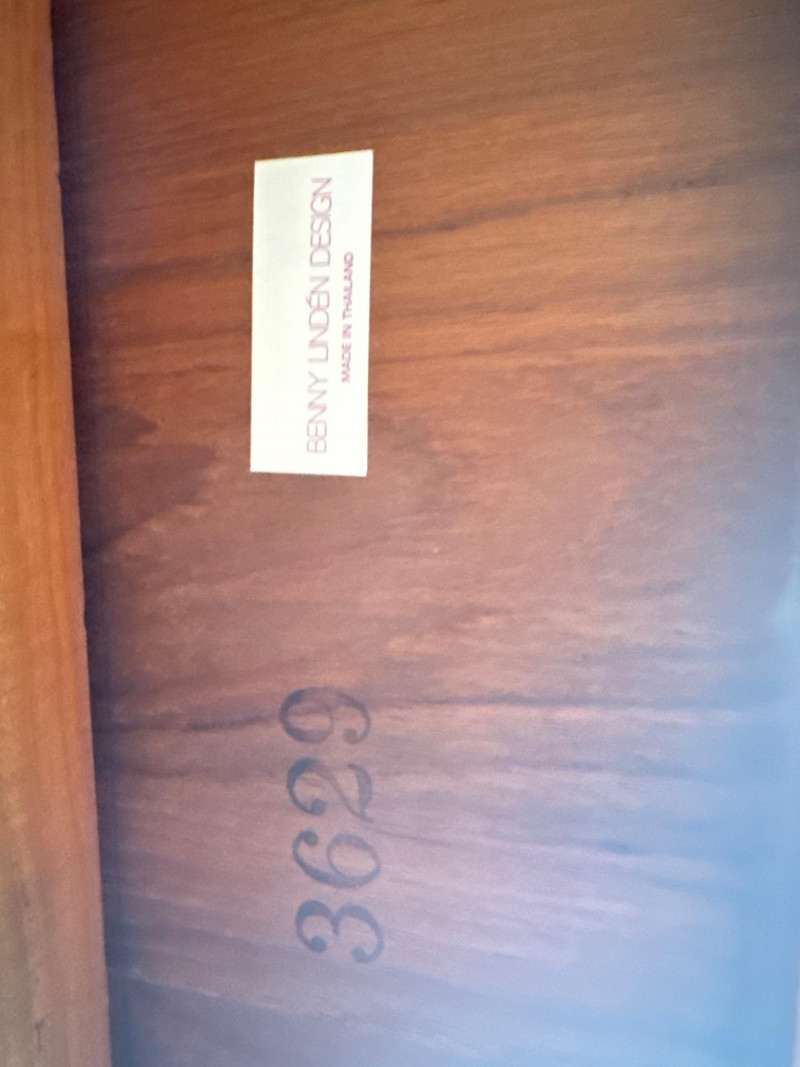 BENNY LINDÉN DESIGN
MADE IN THAILAND
3629